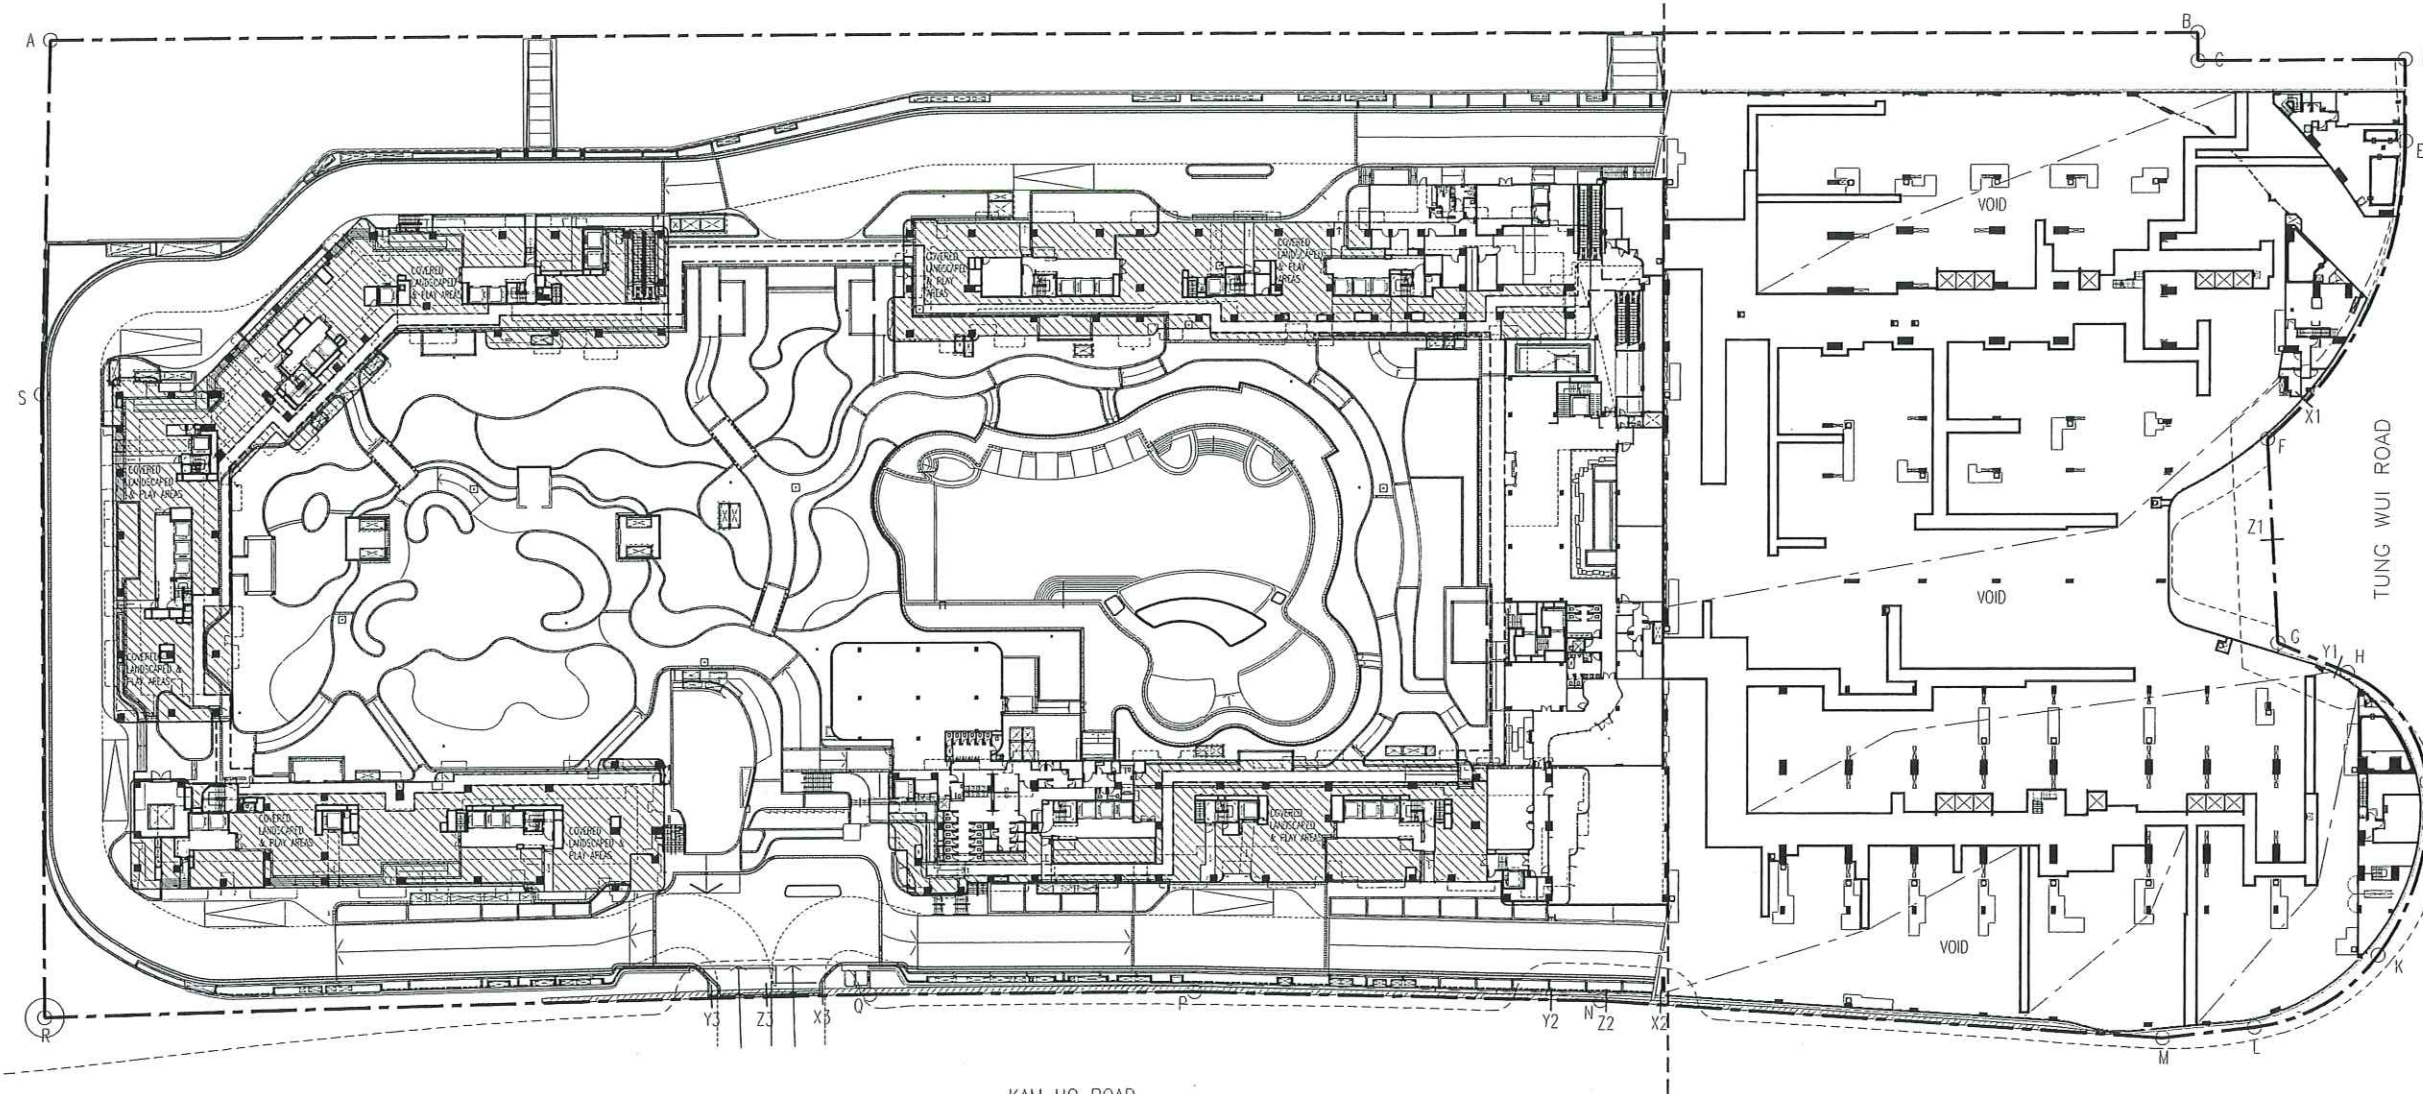 A
B
C
E
S
COVERED
LANDSCAPED
& PLAY AREAS
COVERED
LANDSCAPED
& PLAY
AREAS
COVERED
LANDSCAPED
& PLAY
AREAS
VOID
X1
F
TUNG WUI ROAD
COVERED
LANDSCAPED
& PLAY AREAS
Z1
VOID
G
Y1
H
COVERED
LANDSCAPED &
PLAY AREAS
COVERED
LANDSCAPED
& PLAY AREAS
COVERED
LANDSCAPED &
PLAY AREAS
COVERED
LANDSCAPED
& PLAY AREAS
VOID
K
R
Y3
Z3
X3
Q
P
Y2
N
Z2
X2
M
L
KAM HO ROAD